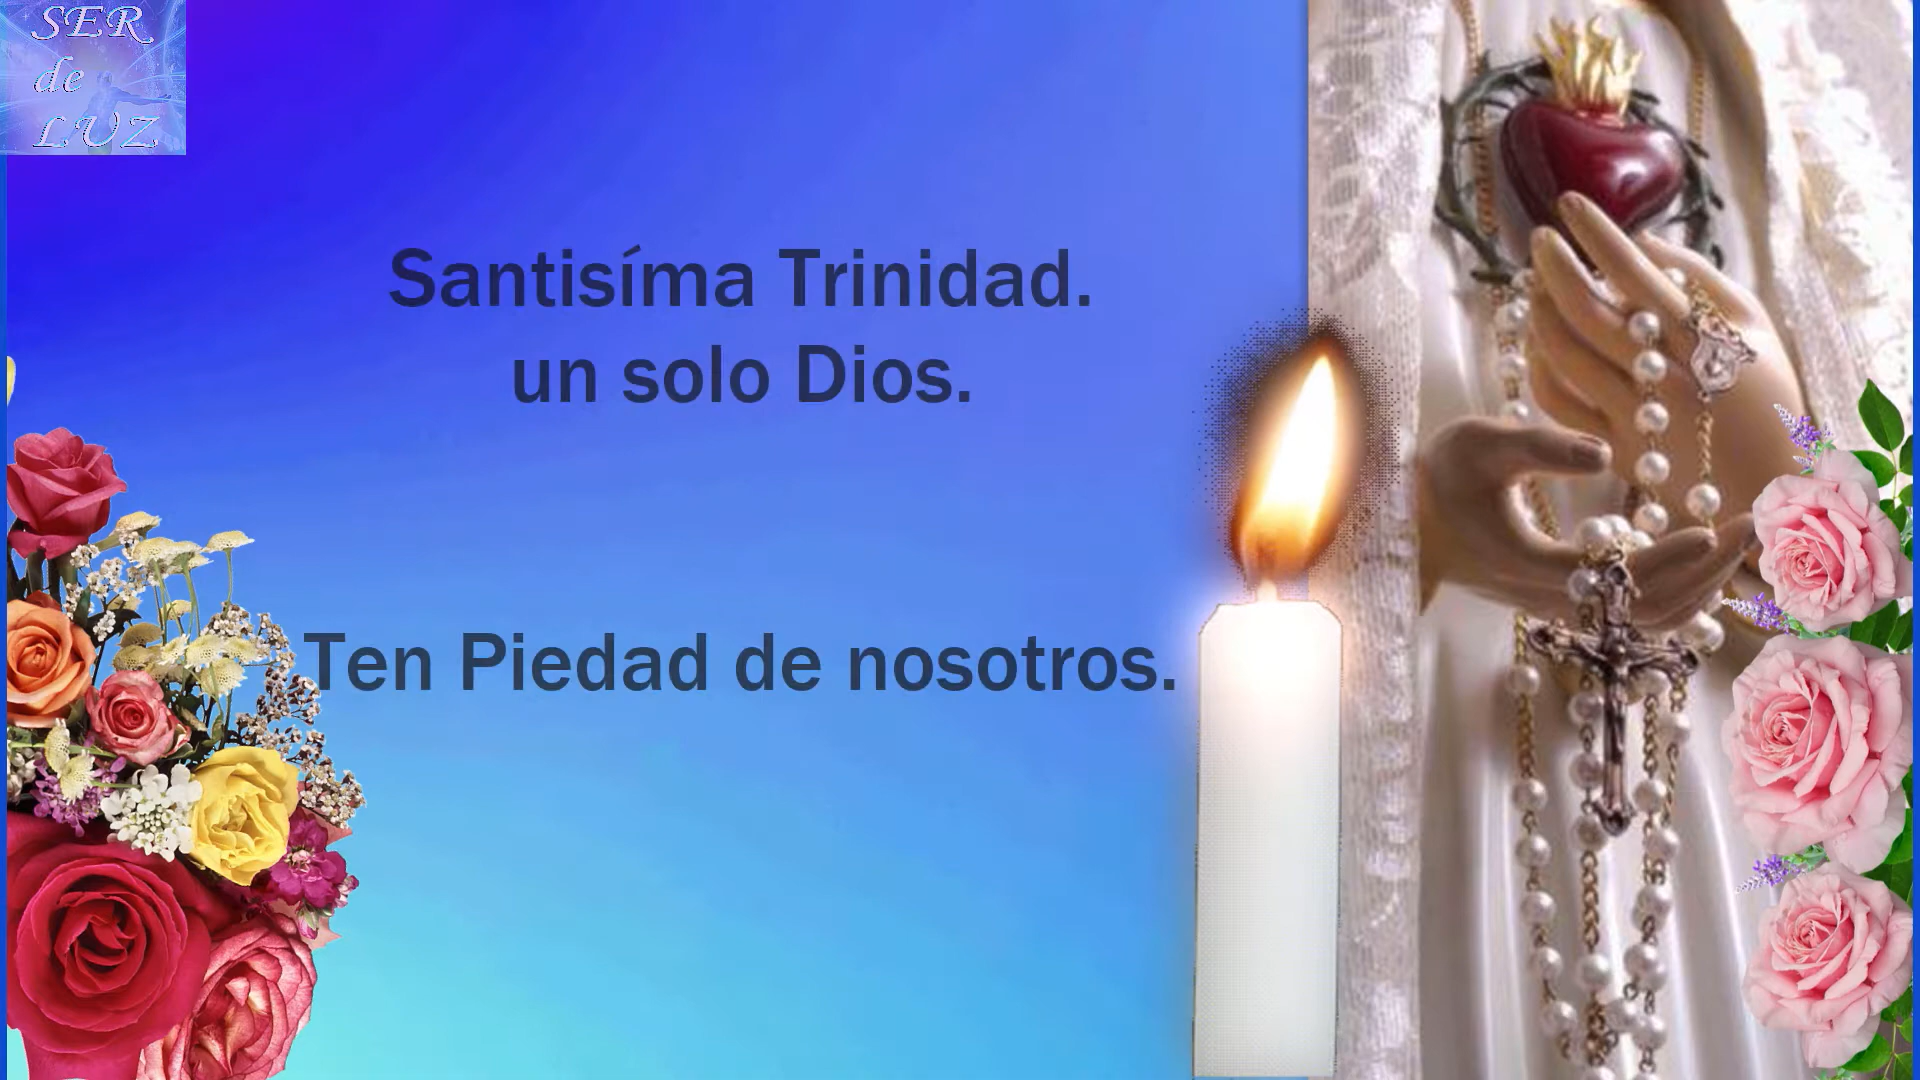 SER
de
LUZ
Santisíma Trinidad.
un solo Dios.
Ten Piedad de nosotros.